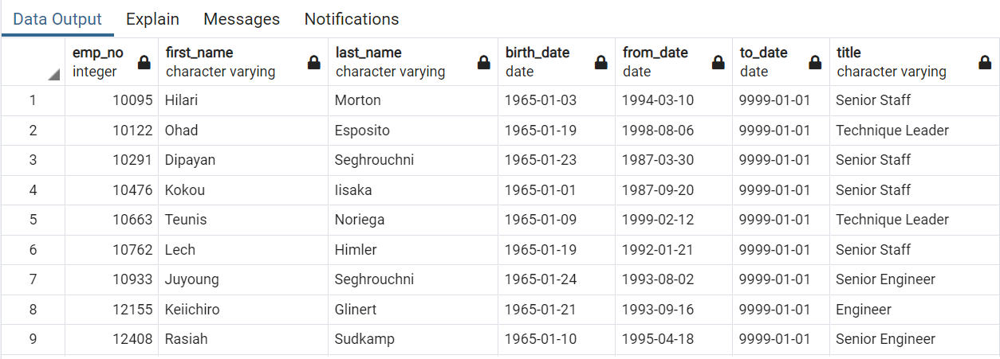 Data Output Explain Messages Notifications
emp_no first_name last_name birth_date from_date to_date title
integer character varying character varying date date date character varying
1 10095 Hilari Morton 1965-01-03 1994-03-10 9999-01-01 Senior Staff
2 10122 Ohad Esposito 1965-01-19 1998-08-06 9999-01-01 Technique Leader
3 10291 Dipayan Seghrouchni 1965-01-23 1987-03-30 9999-01-01 Senior Staff
4 10476 Kokou Iisaka 1965-01-01 1987-09-20 9999-01-01 Senior Staff
5 10663 Teunis Noriega 1965-01-09 1999-02-12 9999-01-01 Technique Leader
6 10762 Lech Himler 1965-01-19 1992-01-21 9999-01-01 Senior Staff
7 10933 Juyoung Seghrouchni 1965-01-24 1993-08-02 9999-01-01 Senior Engineer
8 12155 Keiichiro Glinert 1965-01-21 1993-09-16 9999-01-01 Engineer
9 12408 Rasiah Sudkamp 1965-01-10 1995-04-18 9999-01-01 Senior Engineer